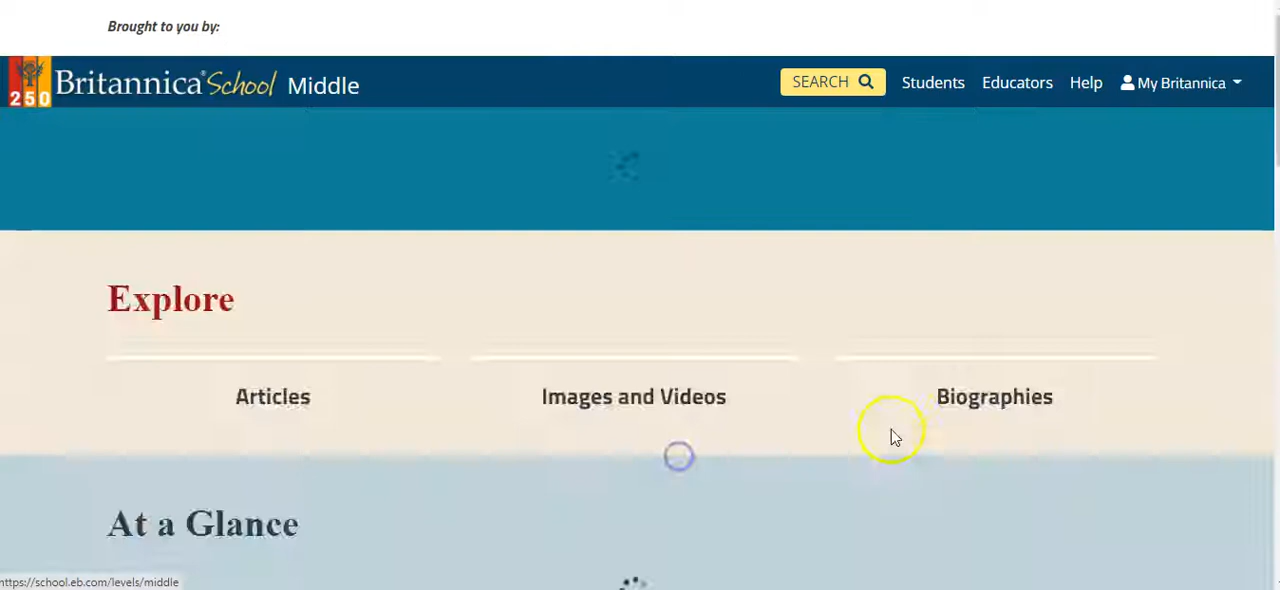 Brought to you by:
250 Britannica® School Middle SEARCH Students Educators Help My Britannica
Explore
Articles Images and Videos Biographies
At a Glance
https://school.eb.com/levels/middle